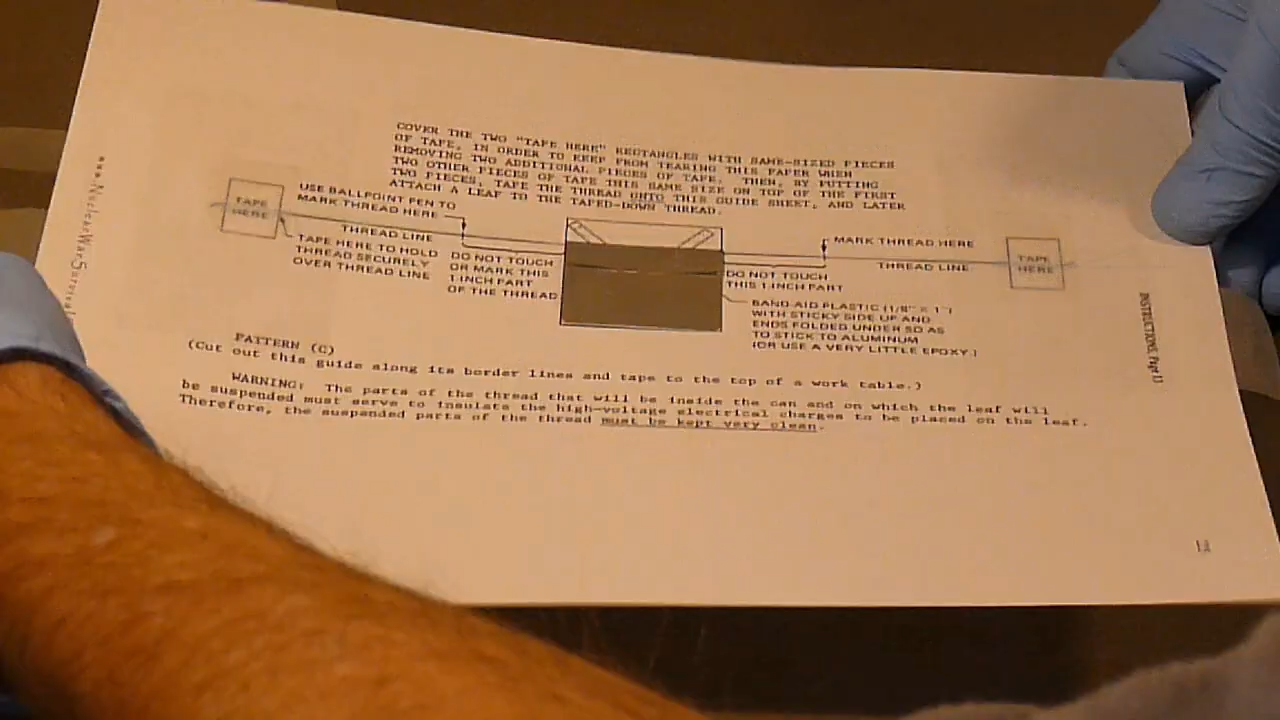 COVER THE TWO "TAPE HERE" RECTANGLES WITH SAME-SIZED PIECES
OF TAPE, IN ORDER TO KEEP FROM TEARING THIS PAPER WHEN
REMOVING TWO ADDITIONAL PIECES OF TAPE. THEN, BY PUTTING
TWO OTHER PIECES OF TAPE THIS SAME SIZE ON TOP OF THE FIRST
TWO PIECES, TAPE THE THREAD UNTO THIS GUIDE SHEET, AND LATER
ATTACH A LEAF TO THE TAPED-DOWN THREAD.
TAPE
HERE
USE BALLPOINT PEN TO
MARK THREAD HERE
THREAD LINE
TAPE HERE TO HOLD
THREAD SECURELY
OVER THREAD LINE
DO NOT TOUCH
OR MARK THIS
1-INCH PART
OF THE THREAD
MARK THREAD HERE
THREAD LINE
TAPE
HERE
DO NOT TOUCH
THIS 1-INCH PART
BAND-AID PLASTIC (1/8" × 1")
WITH STICKY SIDE UP AND
ENDS FOLDED UNDER SO AS
TO STICK TO ALUMINUM
(OR USE A VERY LITTLE EPOXY.)
PATTERN (C)
(Cut out this guide along its border lines and tape to the top of a work table.)
WARNING: The parts of the thread that will be inside the can and on which the leaf will
be suspended must serve to insulate the high-voltage electrical charges to be placed on the leaf.
Therefore, the suspended parts of the thread must be kept very clean.
www.NuclearWarSurvival
INSTRUCTIONS, Page 13